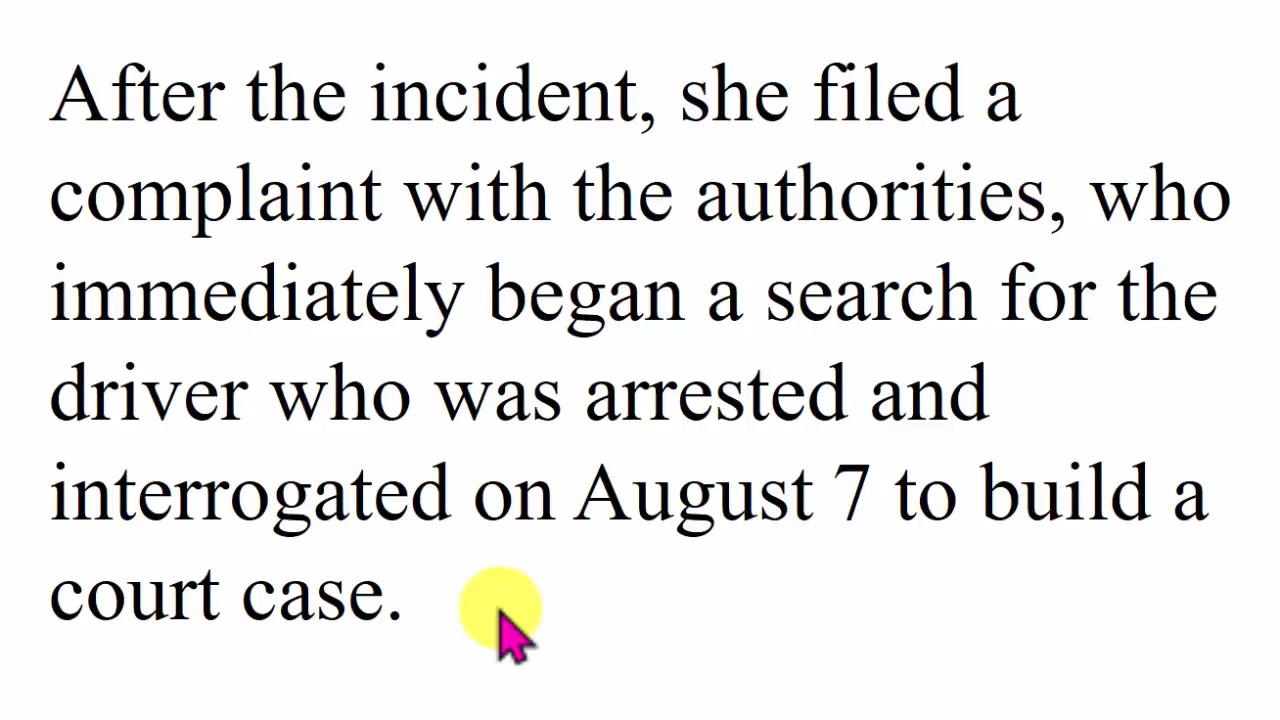 After the incident, she filed a
complaint with the authorities, who
immediately began a search for the
driver who was arrested and
interrogated on August 7 to build a
court case.